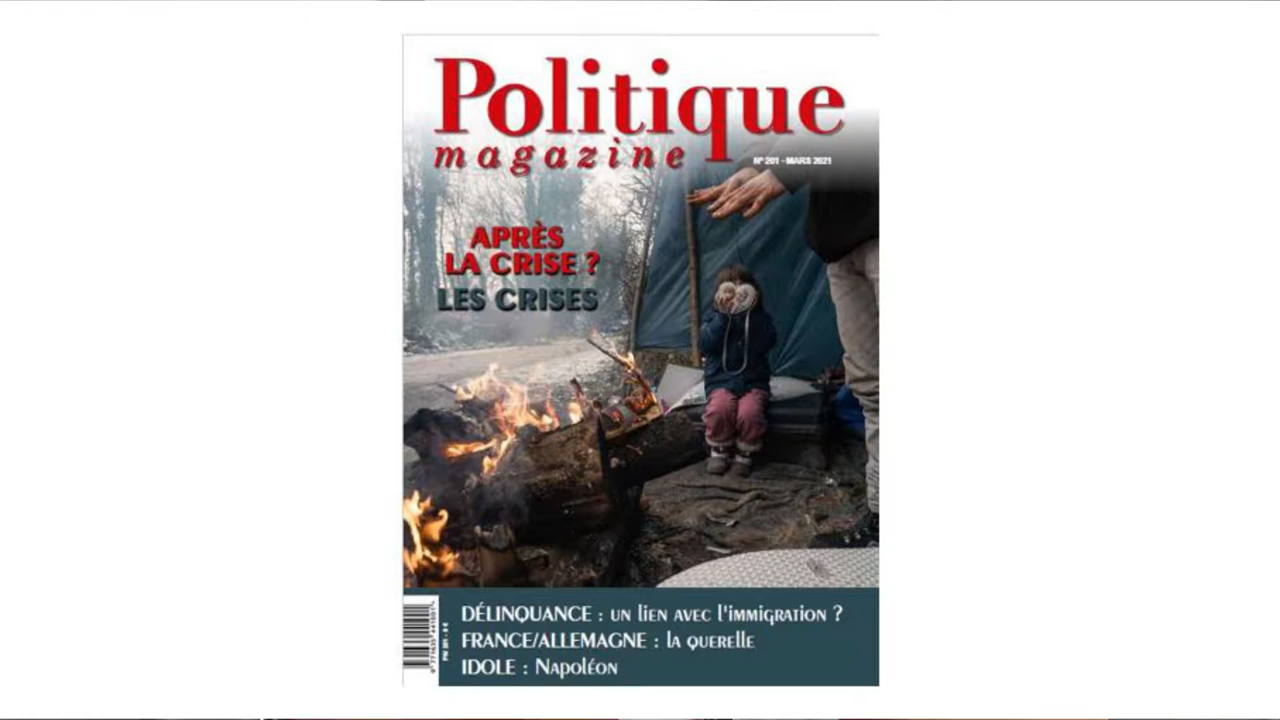 Politique
magazine
N° 201 - MARS 2021
APRÈS
LA CRISE ?
LES CRISES
DÉLINQUANCE : un lien avec l'immigration ?
FRANCE/ALLEMAGNE : la querelle
IDOLE : Napoléon